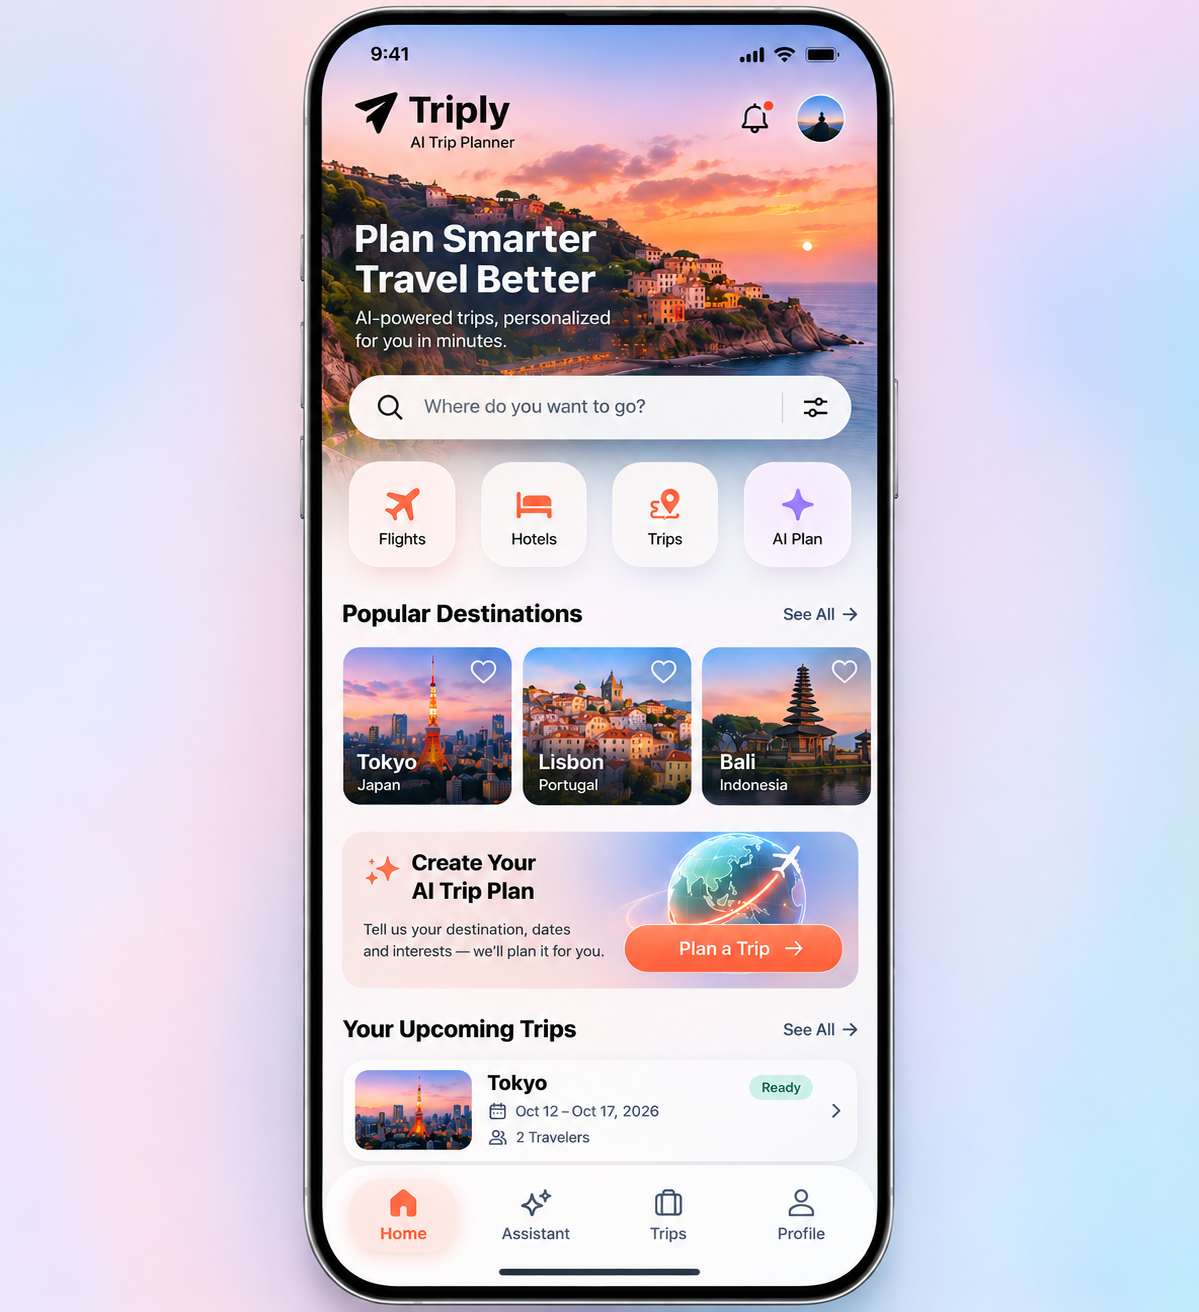 9:41
Triply
AI Trip Planner
Plan Smarter
Travel Better
AI-powered trips, personalized
for you in minutes.
Where do you want to go?
Flights
Hotels
Trips
AI Plan
Popular Destinations
See All →
Tokyo
Japan
Lisbon
Portugal
Bali
Indonesia
Create Your
AI Trip Plan
Tell us your destination, dates
and interests — we'll plan it for you.
Plan a Trip →
Your Upcoming Trips
See All →
Tokyo
Ready
Oct 12 – Oct 17, 2026
2 Travelers
Home
Assistant
Trips
Profile